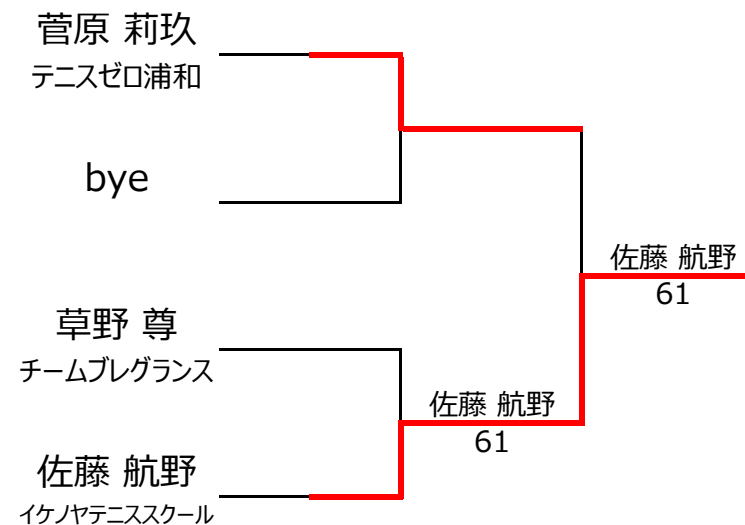 菅原 莉玖
テニスゼロ浦和
bye
佐藤 航野
61
草野 尊
チームブレグランス
佐藤 航野
61
佐藤 航野
イケノヤテニススクール